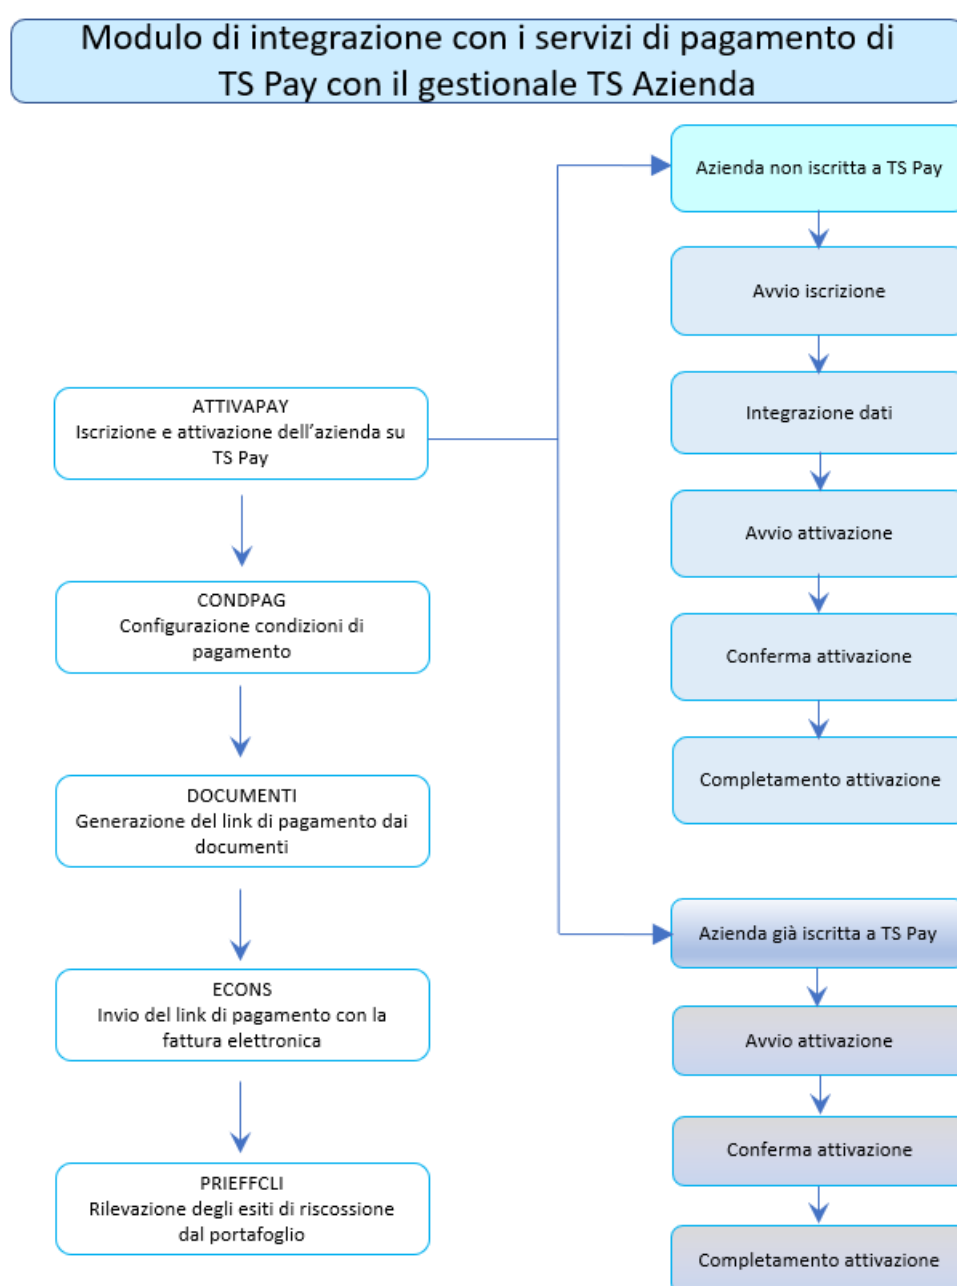 Modulo di integrazione con i servizi di pagamento di
TS Pay con il gestionale TS Azienda
ATTIVAPAY
Iscrizione e attivazione dell'azienda su
TS Pay
CONDPAG
Configurazione condizioni di
pagamento
DOCUMENTI
Generazione del link di pagamento dai
documenti
ECONS
Invio del link di pagamento con la
fattura elettronica
PRIEFFCLI
Rilevazione degli esiti di riscossione
dal portafoglio
Azienda non iscritta a TS Pay
Avvio iscrizione
Integrazione dati
Avvio attivazione
Conferma attivazione
Completamento attivazione
Azienda già iscritta a TS Pay
Avvio attivazione
Conferma attivazione
Completamento attivazione